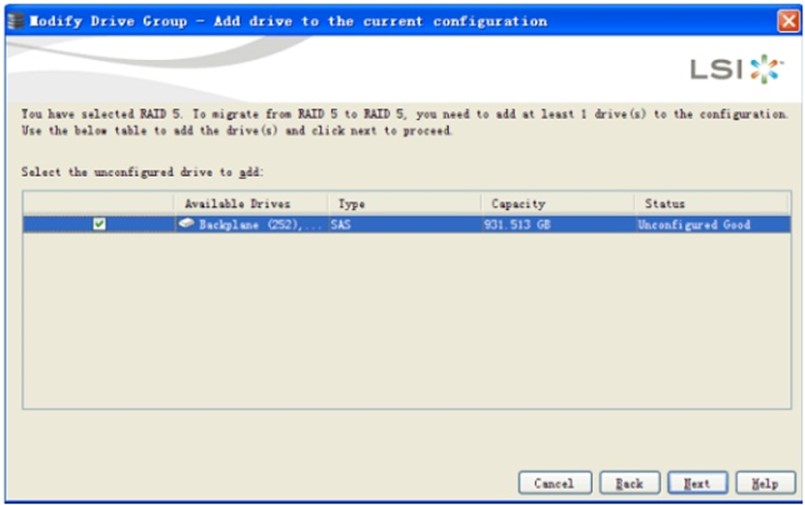 Modify Drive Group - Add drive to the current configuration
LSI
You have selected RAID 5. To migrate from RAID 5 to RAID 5, you need to add at least 1 drive(s) to the configuration.
Use the below table to add the drive(s) and click next to proceed.
Select the unconfigured drive to add:
Available Drives Type Capacity Status
Backplane (252),... SAS 931.513 GB Unconfigured Good
Cancel Back Next Help